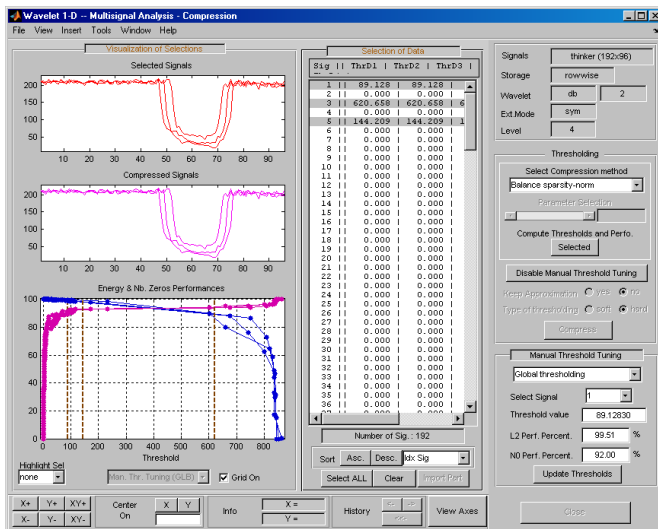 Wavelet 1-D -- Multisignal Analysis - Compression
File View Insert Tools Window Help
Visualization of Selections
Selected Signals
200
150
100
50
10 20 30 40 50 60 70 80 90
Compressed Signals
200
150
100
50
10 20 30 40 50 60 70 80 90
Energy & Nb. Zeros Performances
100
80
60
40
20
0
0 100 200 300 400 500 600 700 800
Threshold
Highlight Sel
none
Man. Thr. Tuning (GLB)
Grid On
Selection of Data
Sig || ThrD1 | ThrD2 | ThrD3 |
1 || 89.128 | 89.128 |
2 || 0.000 | 0.000 |
3 || 620.658 | 620.658 | 6
4 || 0.000 | 0.000 |
5 || 144.209 | 144.209 | 1
6 || 0.000 | 0.000 |
7 || 0.000 | 0.000 |
8 || 0.000 | 0.000 |
9 || 0.000 | 0.000 |
10 || 0.000 | 0.000 |
11 || 0.000 | 0.000 |
12 || 0.000 | 0.000 |
13 || 0.000 | 0.000 |
14 || 0.000 | 0.000 |
15 || 0.000 | 0.000 |
16 || 0.000 | 0.000 |
17 || 0.000 | 0.000 |
18 || 0.000 | 0.000 |
19 || 0.000 | 0.000 |
20 || 0.000 | 0.000 |
21 || 0.000 | 0.000 |
22 || 0.000 | 0.000 |
23 || 0.000 | 0.000 |
24 || 0.000 | 0.000 |
25 || 0.000 | 0.000 |
26 || 0.000 | 0.000 |
27 || 0.000 | 0.000 |
28 || 0.000 | 0.000 |
29 || 0.000 | 0.000 |
30 || 0.000 | 0.000 |
31 || 0.000 | 0.000 |
32 || 0.000 | 0.000 |
33 || 0.000 | 0.000 |
34 || 0.000 | 0.000 |
35 || 0.000 | 0.000 |
36 || 0.000 | 0.000 |
Number of Sig. : 192
Sort Asc. Desc. Idx Sig
Select ALL Clear Import Part
Signals thinker (192x96)
Storage rowwise
Wavelet db 2
Ext.Mode sym
Level 4
Thresholding
Select Compression method
Balance sparsity-norm
Parameter Selection
Compute Thresholds and Perfo.
Selected
Disable Manual Threshold Tuning
Keep Approximation yes no
Type of thresholding soft hard
Compress
Manual Threshold Tuning
Global thresholding
Select Signal 1
Threshold value 89.12830
L2 Perf. Percent. 99.51 %
N0 Perf. Percent. 92.00 %
Update Thresholds
X+ Y+ XY+
X- Y- XY-
Center On X Y
Info X = Y =
History <- -> <<-
View Axes
Close